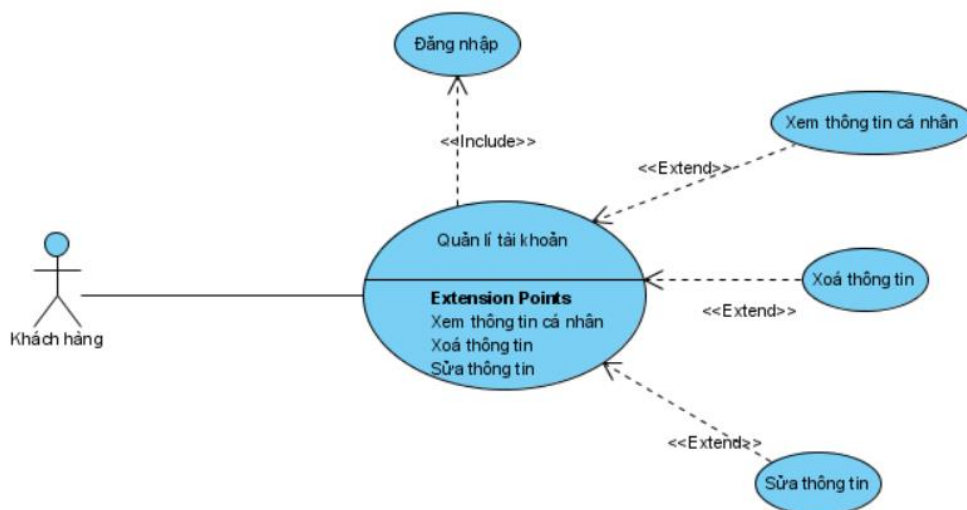 Đăng nhập
<<Include>>
Xem thông tin cá nhân
<<Extend>>
Quản lí tài khoản
Extension Points
Xem thông tin cá nhân
Xoá thông tin
Sửa thông tin
Xoá thông tin
<<Extend>>
Khách hàng
<<Extend>>
Sửa thông tin